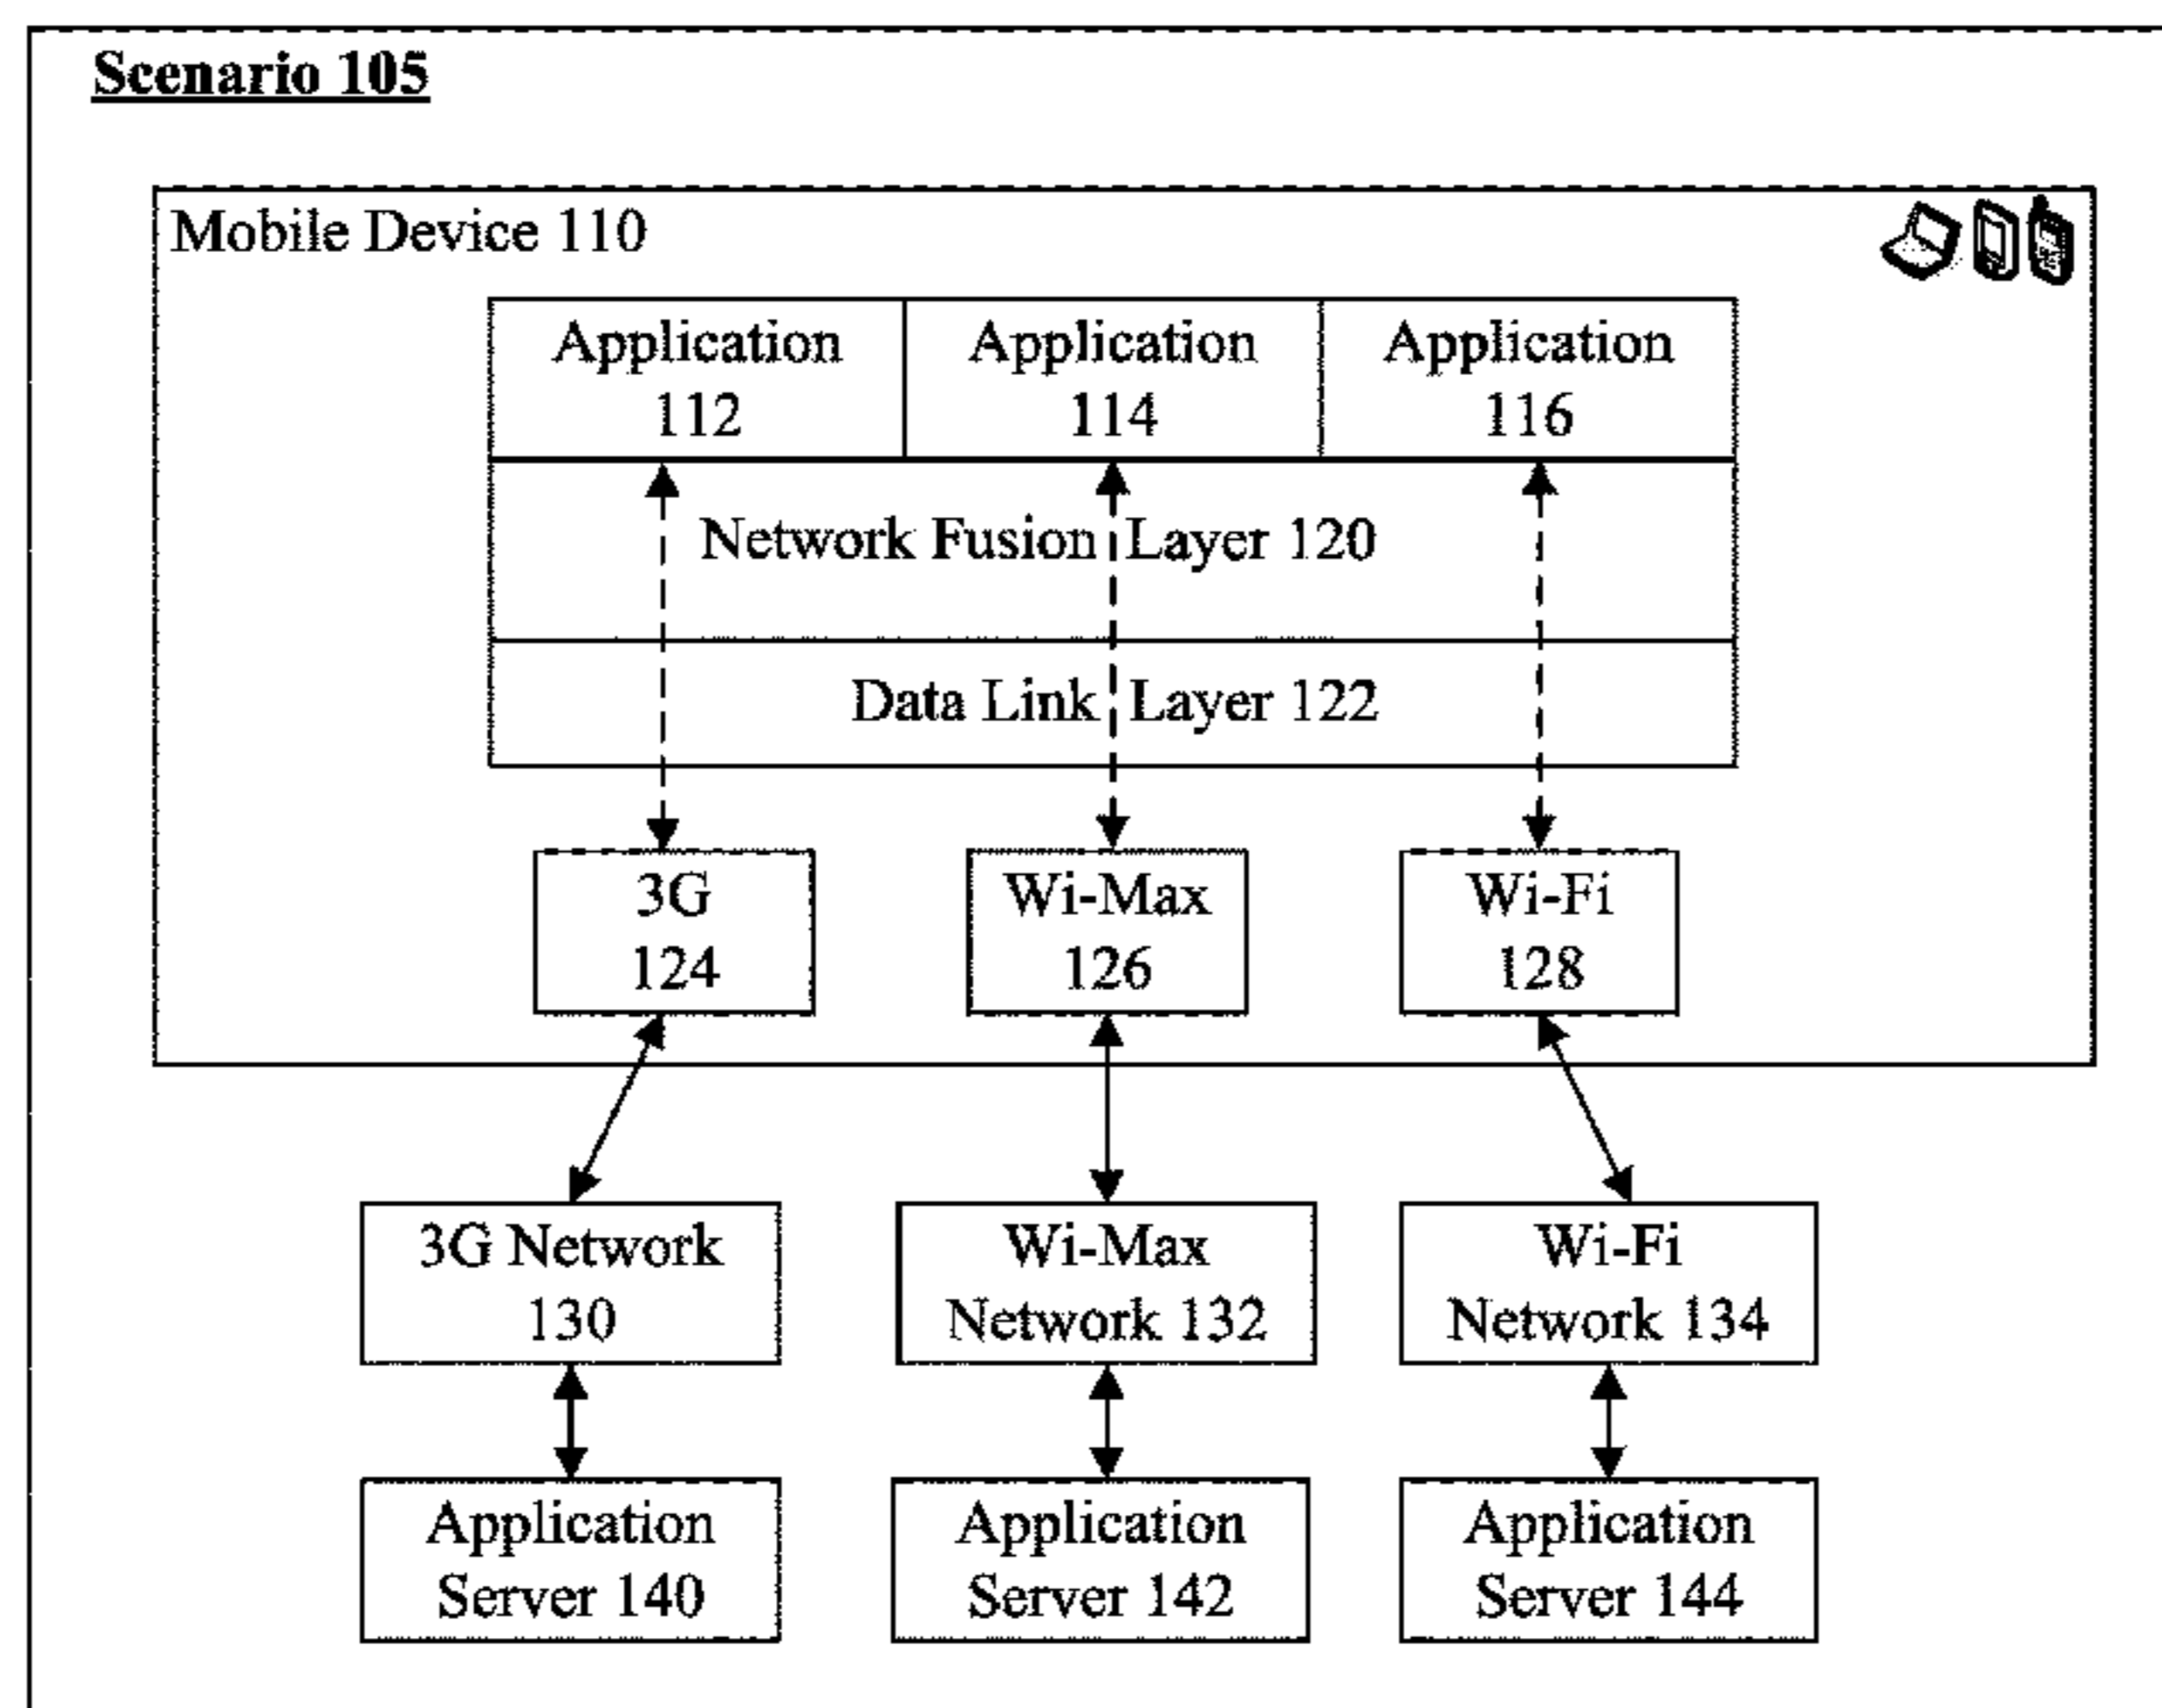 Scenario 105
Mobile Device 110
Application
112
Application
114
Application
116
Network Fusion Layer 120
Data Link Layer 122
3G
124
Wi-Max
126
Wi-Fi
128
3G Network
130
Wi-Max
Network 132
Wi-Fi
Network 134
Application
Server 140
Application
Server 142
Application
Server 144